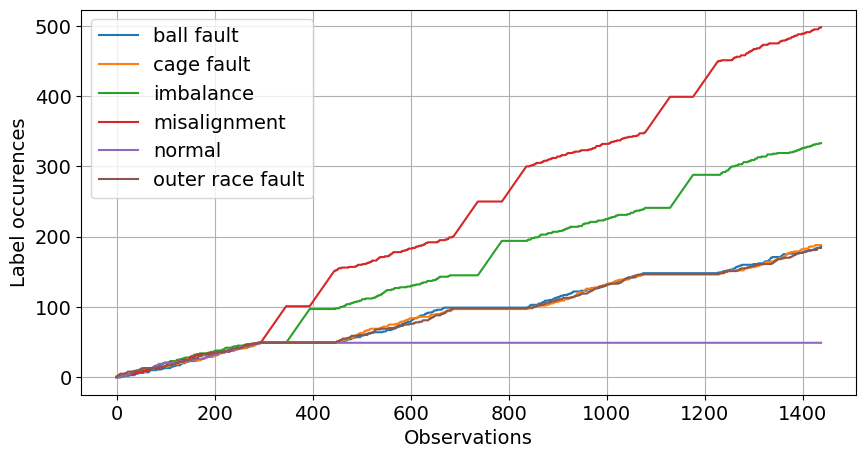 500
400
300
200
100
0
Label occurences
ball fault
cage fault
imbalance
misalignment
normal
outer race fault
0 200 400 600 800 1000 1200 1400
Observations